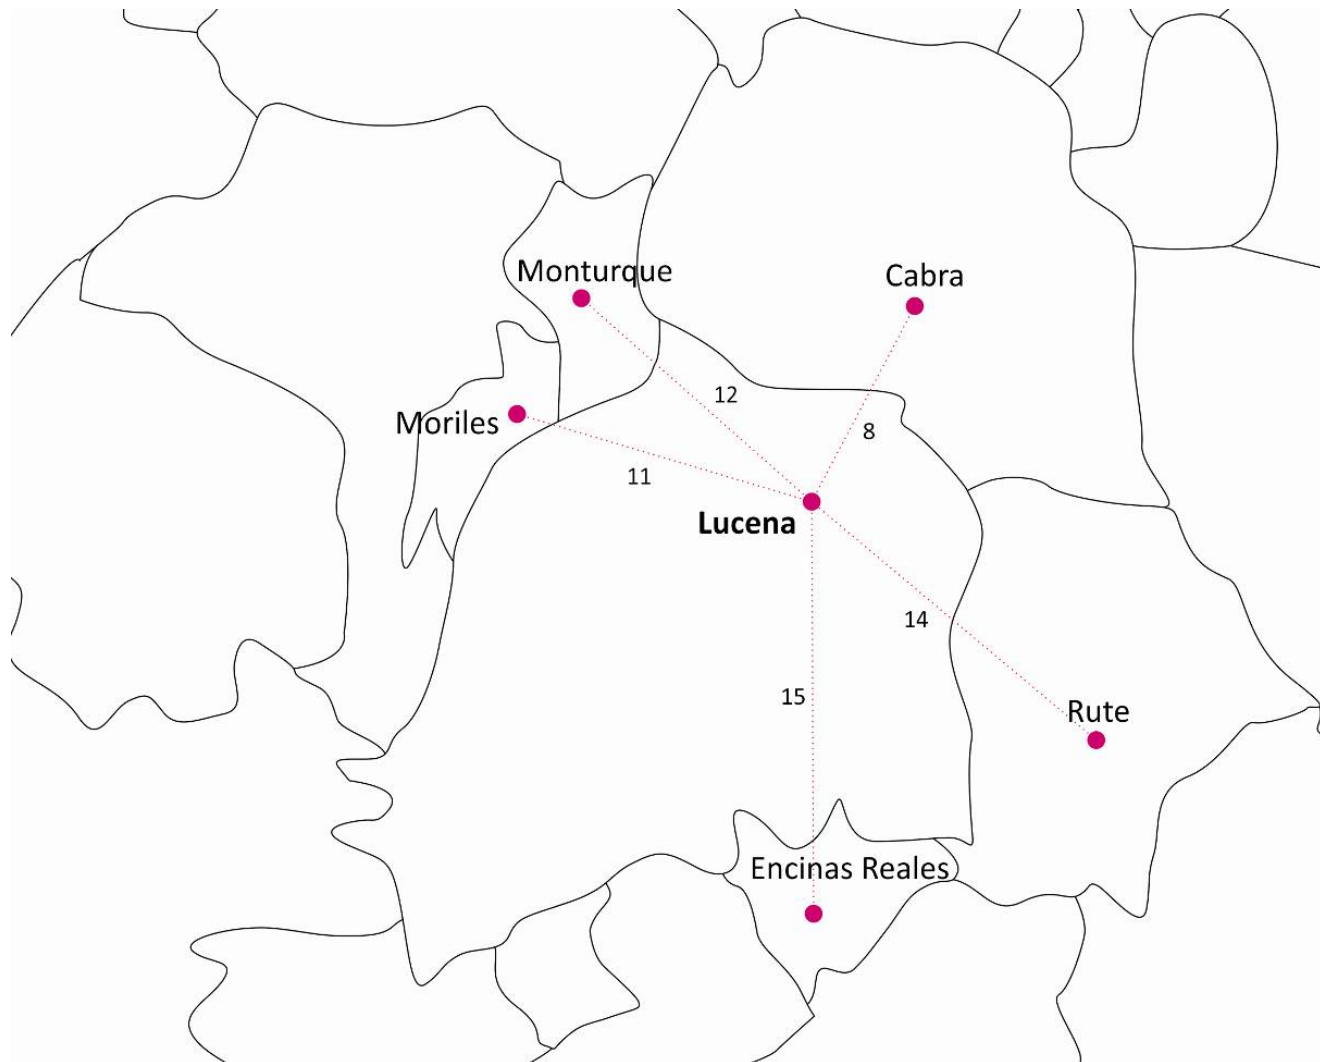 Monturque
Cabra
12
Moriles
8
11
Lucena
14
15
Rute
Encinas Reales